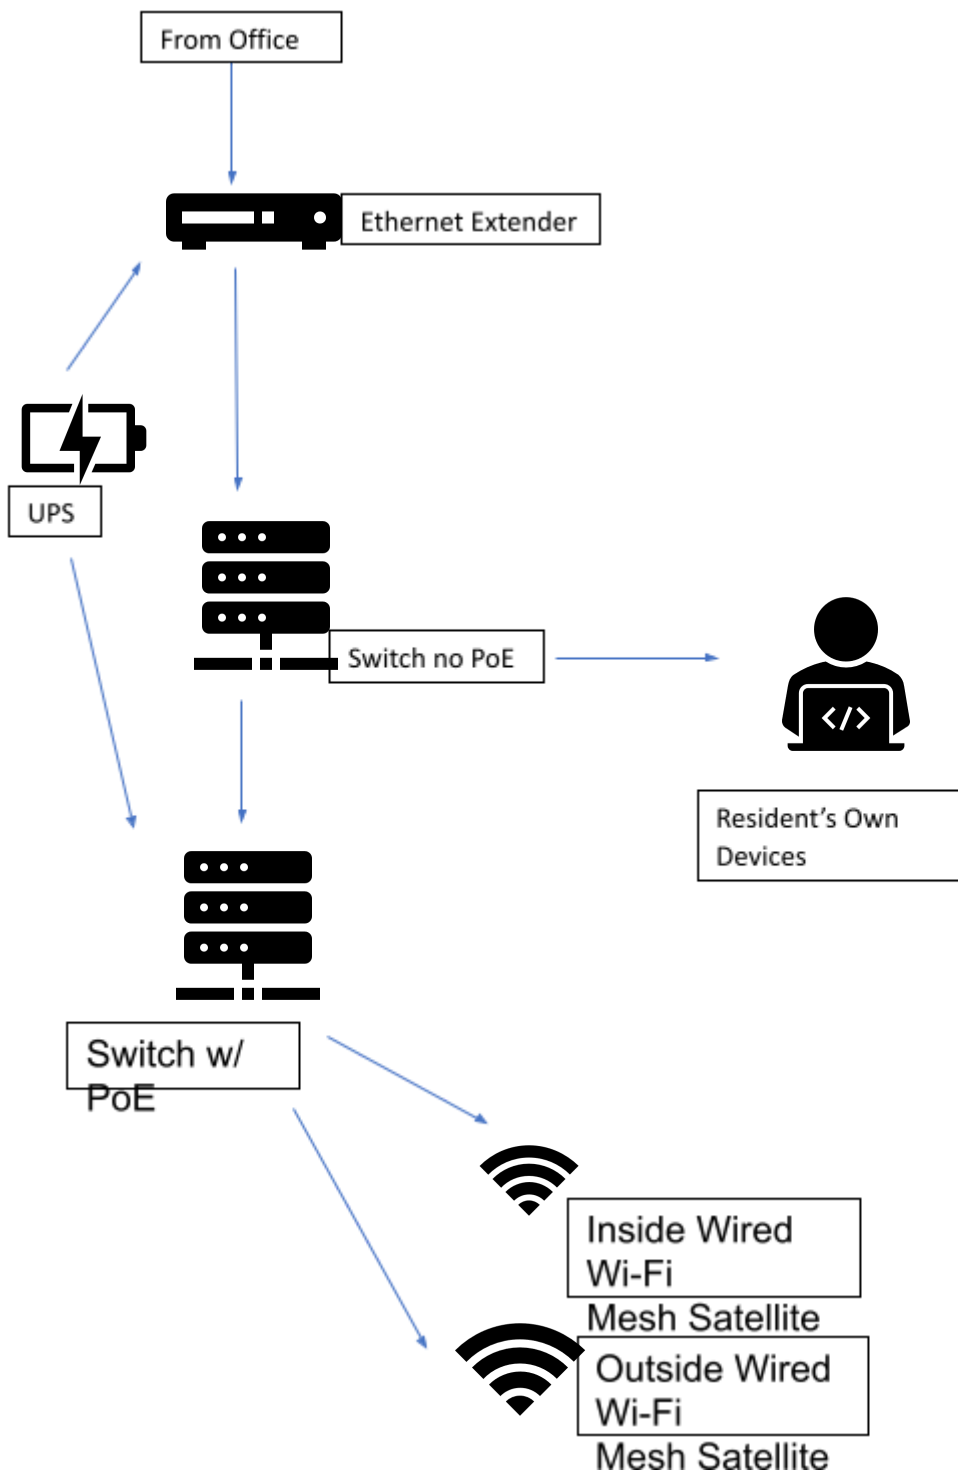 From Office
Ethernet Extender
UPS
Switch no PoE
</>
Resident’s Own
Devices
Switch w/
PoE
Inside Wired
Wi-Fi
Mesh Satellite
Outside Wired
Wi-Fi
Mesh Satellite